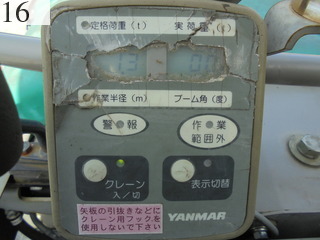 16
定格荷重(t) 実荷重(t)
作業半径(m) ブーム角(度)
警 報 作 業
範囲外
クレーン
入/切 表示切替
矢板の引抜きなどに
クレーン用フックを
使用しないで下さい
YANMAR